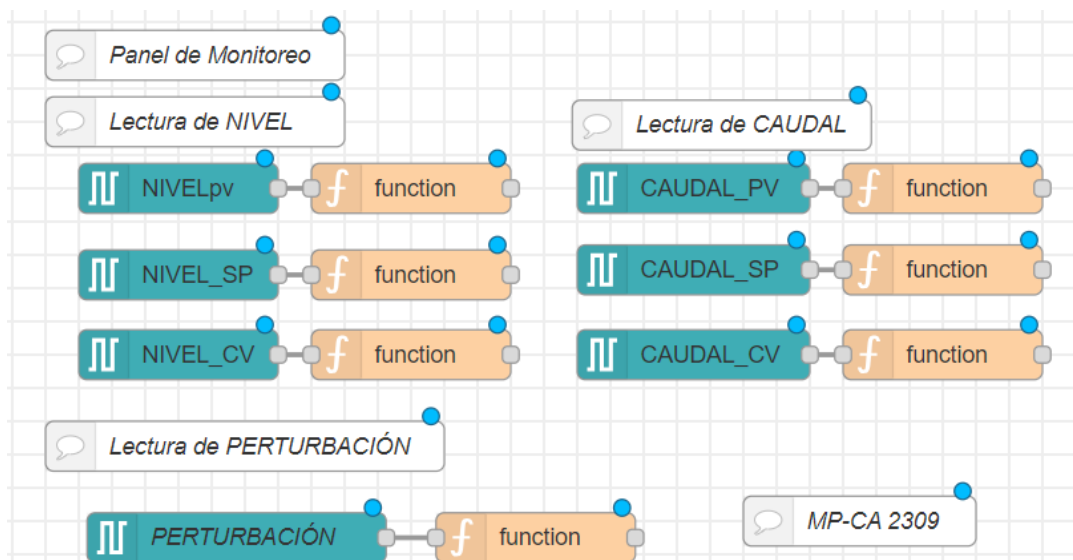 Panel de Monitoreo
Lectura de NIVEL
Lectura de CAUDAL
NIVELpv
function
CAUDAL_PV
function
NIVEL_SP
function
CAUDAL_SP
function
NIVEL_CV
function
CAUDAL_CV
function
Lectura de PERTURBACIÓN
MP-CA 2309
PERTURBACIÓN
function